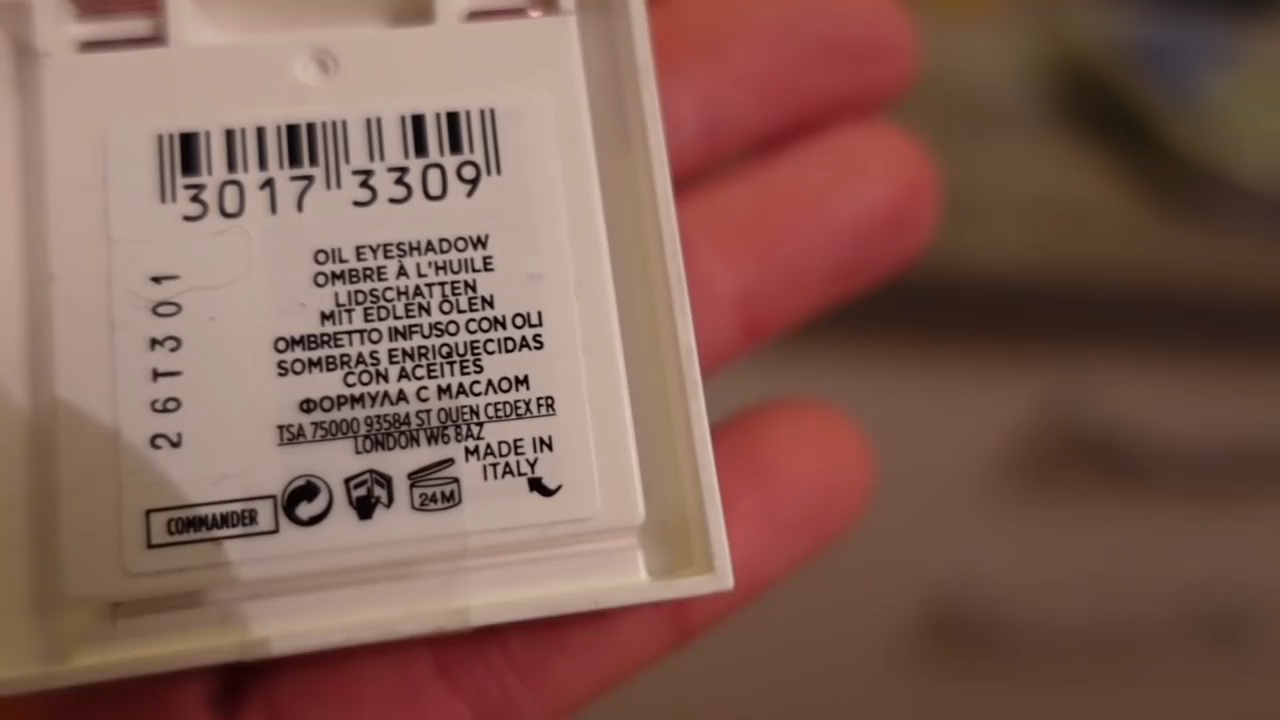 3017 3309
OIL EYESHADOW
OMBRE À L'HUILE
LIDSCHATTEN
MIT EDLEN ÖLEN
OMBRETTO INFUSO CON OLI
SOMBRAS ENRIQUECIDAS
CON ACEITES
ФОРМУЛА С МАСЛОМ
TSA 75000 93584 ST OUEN CEDEX FR
LONDON W6 8AZ
MADE IN
ITALY
24M
COMMANDER
26T301